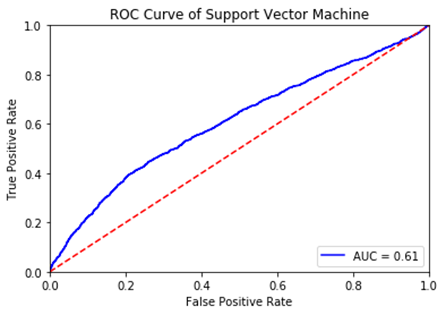 ROC Curve of Support Vector Machine
1.0
0.8
0.6
0.4
0.2
0.0
True Positive Rate
AUC = 0.61
0.0 0.2 0.4 0.6 0.8 1.0
False Positive Rate